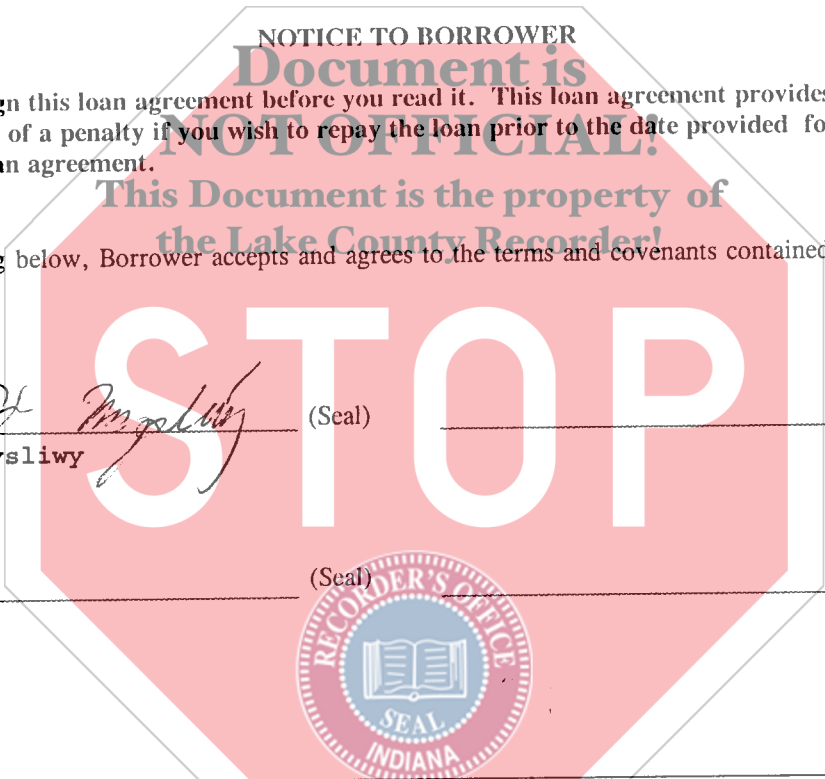 NOTICE TO BORROWER
Document is
gn this loan agreement before you read it. This loan agreement provides
of a penalty if you wish to repay the loan prior to the date provided fo
NOT OFFICIAL!
an agreement.
This Document is the property of
the Lake County Recorder!
g below, Borrower accepts and agrees to the terms and covenants contained
STOP
(Seal)
ysliwy
(Seal)
RECORDER'S OFFICE
SEAL
INDIANA